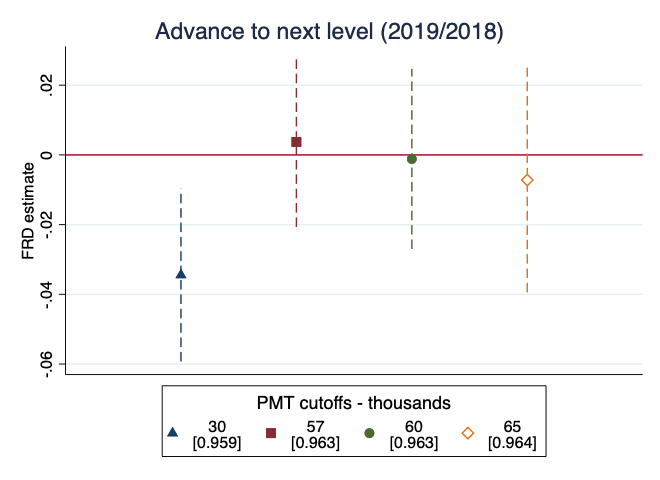 Advance to next level (2019/2018)
FRD estimate
.02
0
-.02
-.04
-.06
PMT cutoffs - thousands
30 57 60 65
[0.959] [0.963] [0.963] [0.964]